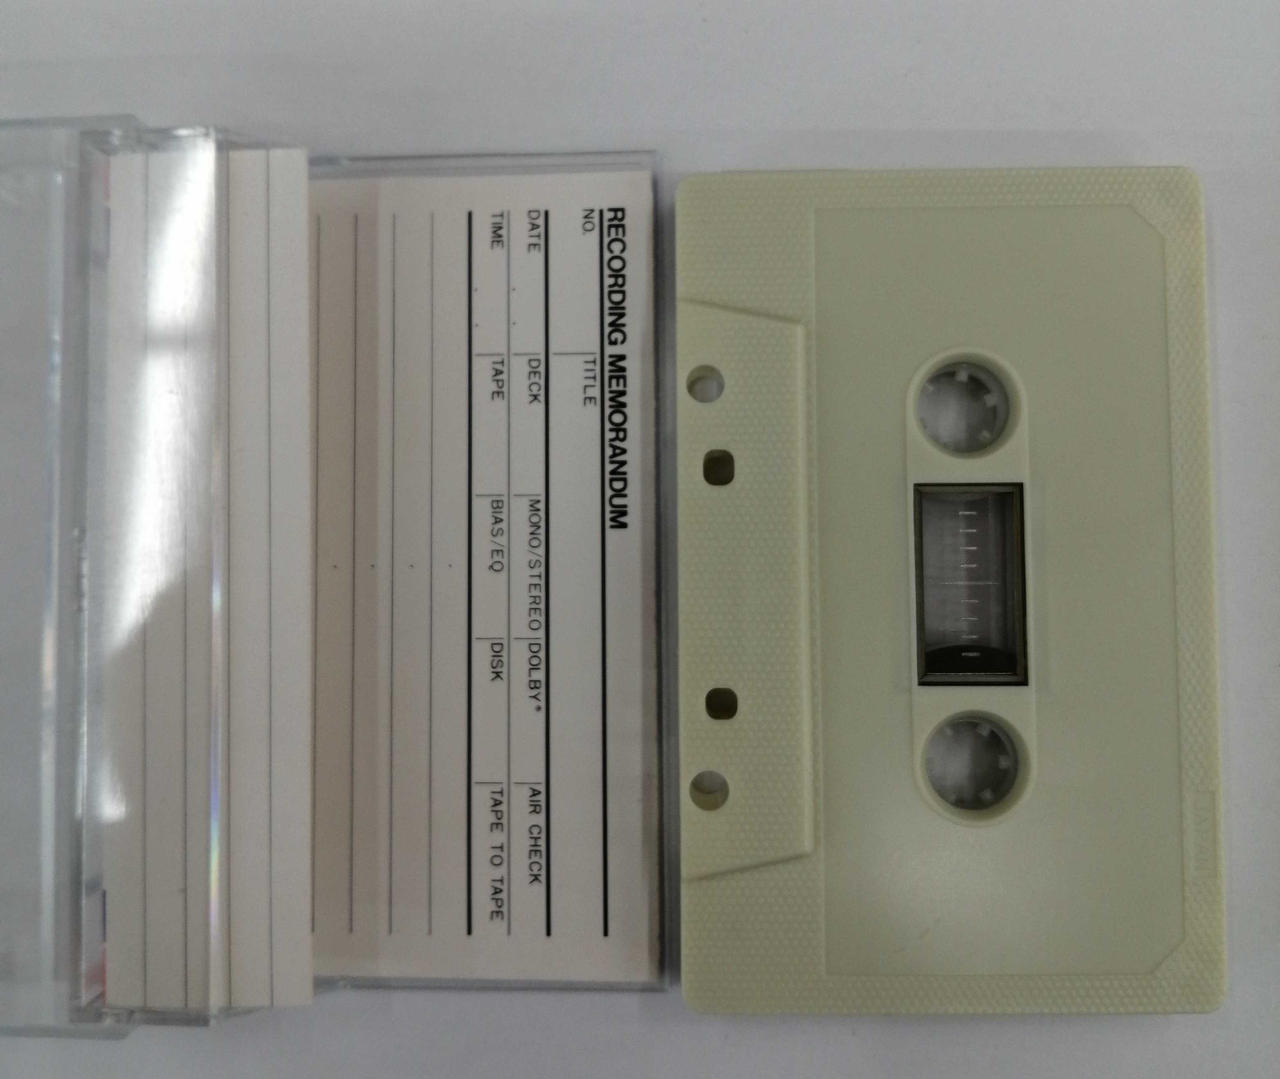 RECORDING MEMORANDUM
NO. TITLE
DATE DECK MONO/STEREO DOLBY* AIR CHECK
TIME TAPE BIAS/EQ DISK TAPE TO TAPE